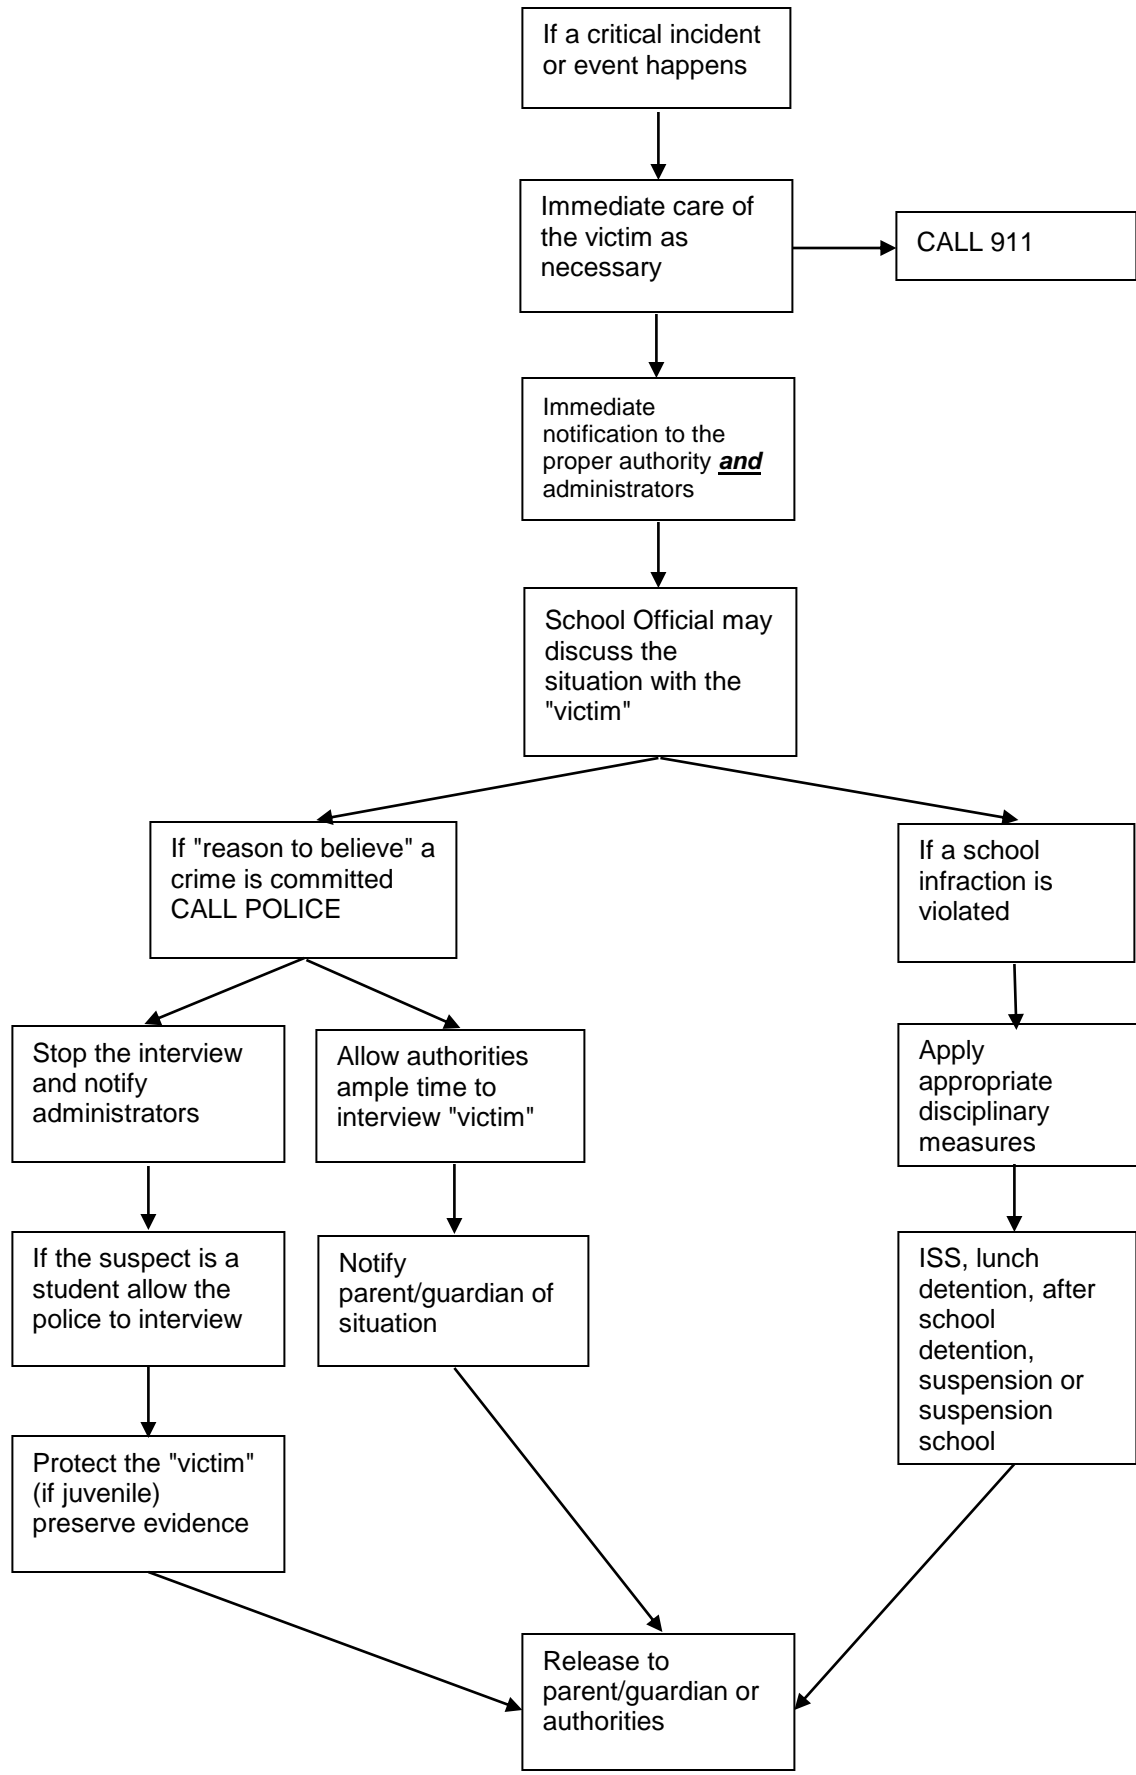 If a critical incident
or event happens
Immediate care of
the victim as
necessary
CALL 911
Immediate
notification to the
proper authority and
administrators
School Official may
discuss the
situation with the
"victim"
If "reason to believe" a
crime is committed
CALL POLICE
If a school
infraction is
violated
Stop the interview
and notify
administrators
Allow authorities
ample time to
interview "victim"
Apply
appropriate
disciplinary
measures
If the suspect is a
student allow the
police to interview
Notify
parent/guardian of
situation
ISS, lunch
detention, after
school
detention,
suspension or
suspension
school
Protect the "victim"
(if juvenile)
preserve evidence
Release to
parent/guardian or
authorities